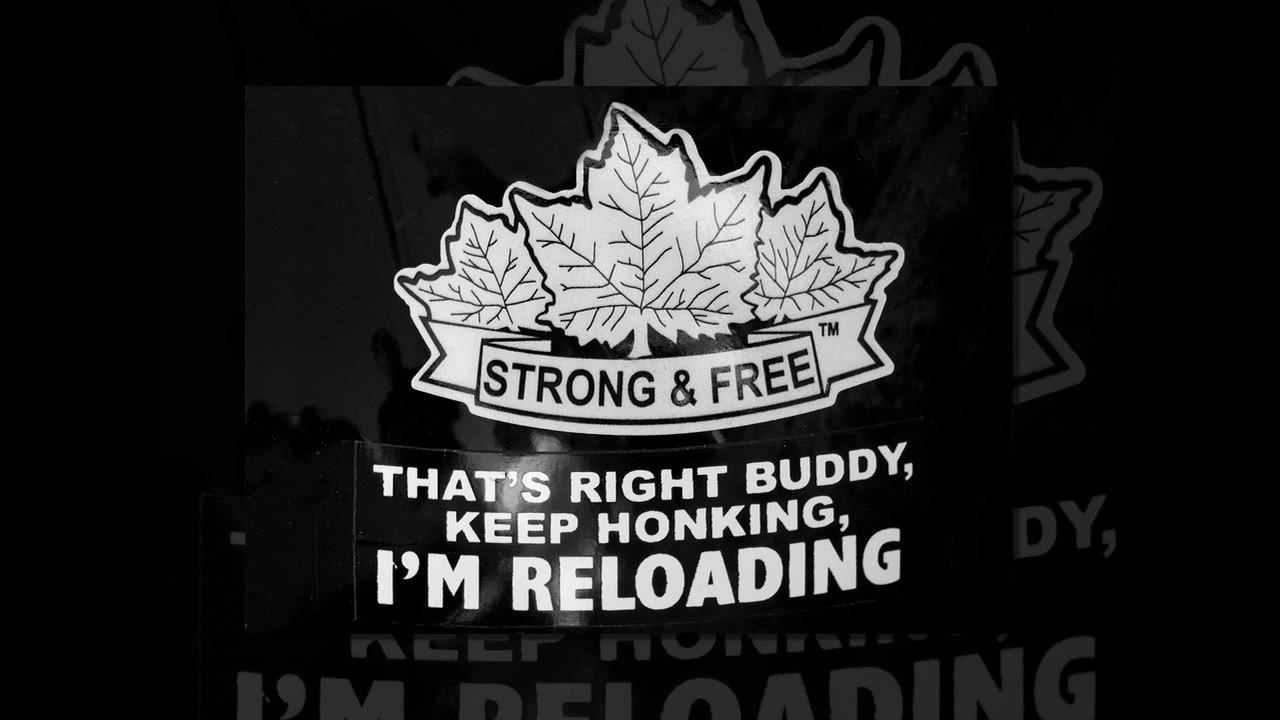 STRONG & FREE
TM
THAT'S RIGHT BUDDY,
KEEP HONKING,
I'M RELOADING